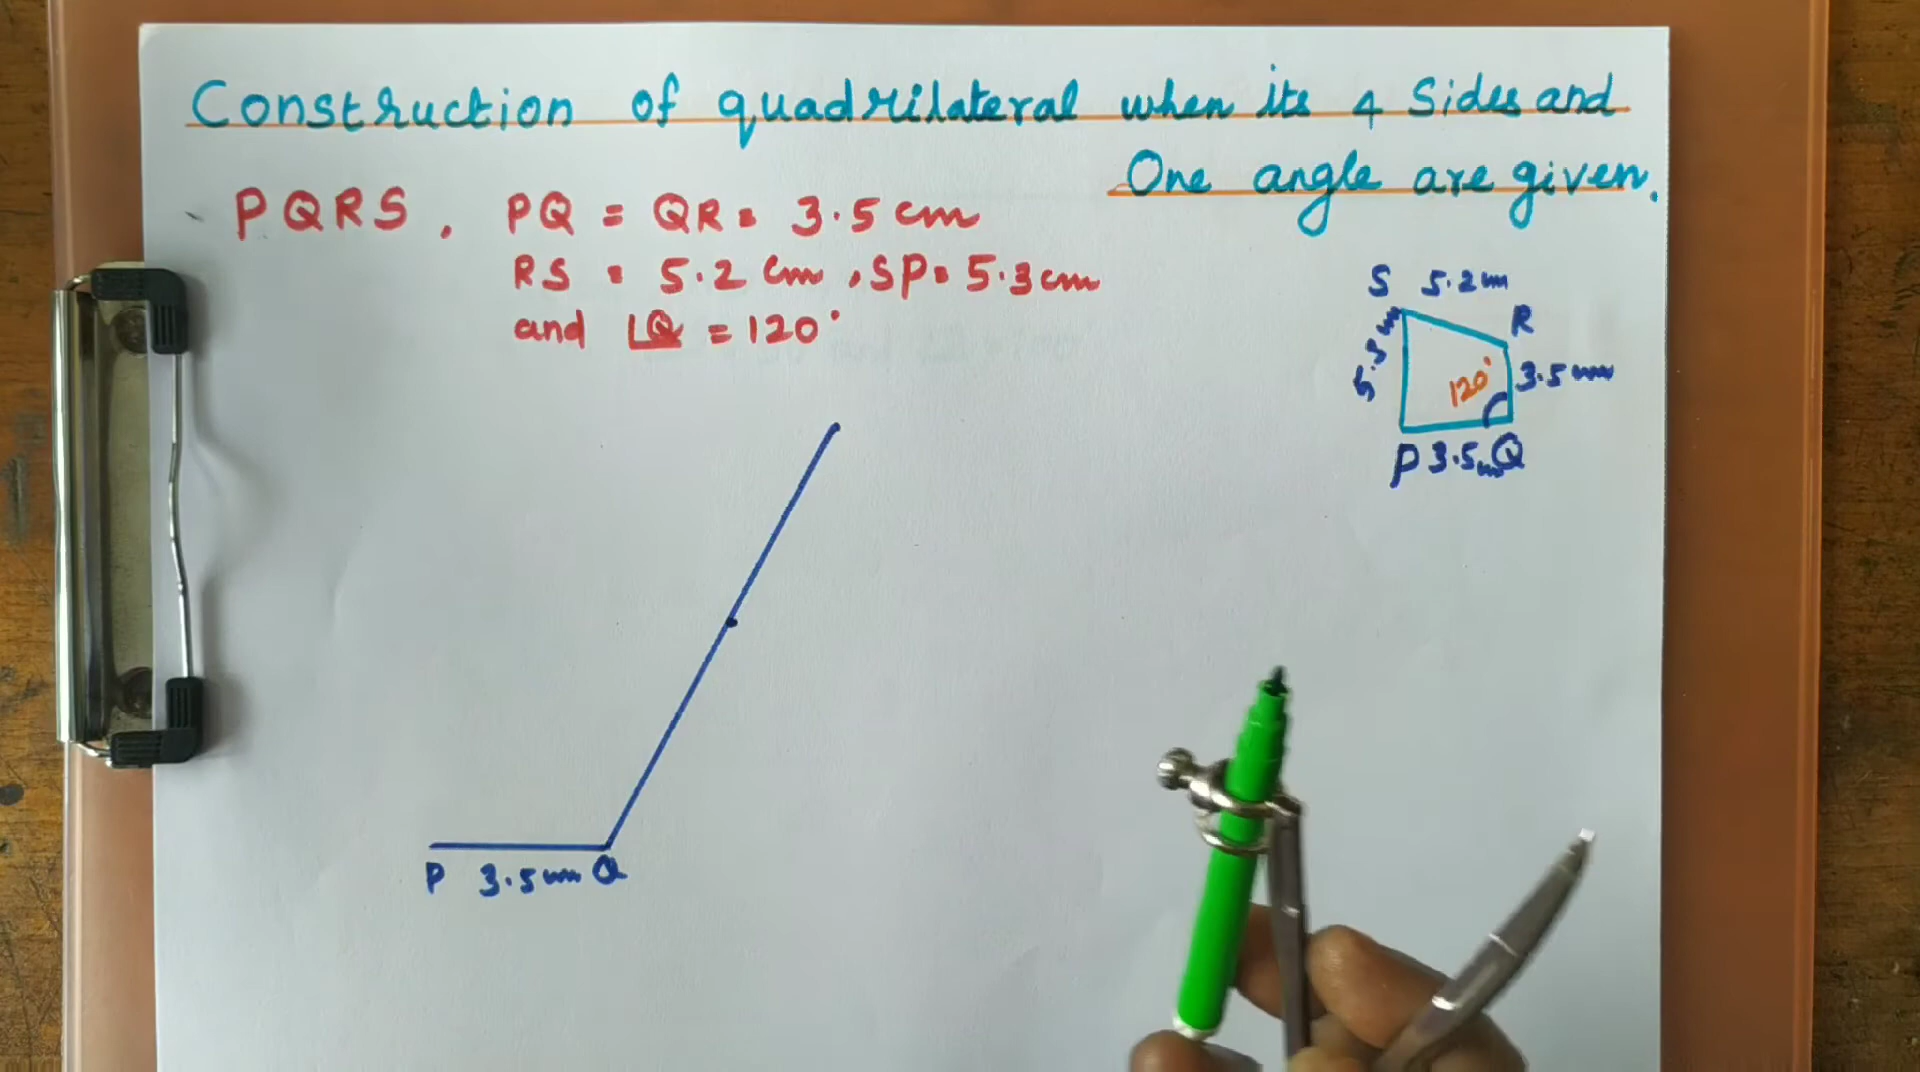 Construction of quadrilateral when its 4 Sides and
One angle are given.
PQRS, PQ = QR = 3.5 cm
RS = 5.2 cm, SP = 5.3 cm
and ∠Q = 120°
S 5.2 cm
R
5.3 cm
120°
3.5 cm
P 3.5 cm Q
P 3.5 cm Q